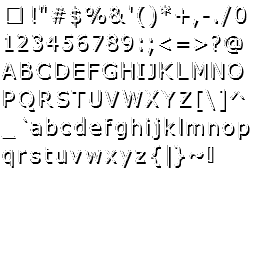 □!"#$%&'()*+,-./0
123456789:;<=>?@
ABCDEFGHIJKLMNO
PQRSTUVWXYZ[\]^
_`abcdefghijklmnop
qrstuvwxyz{|}~▯